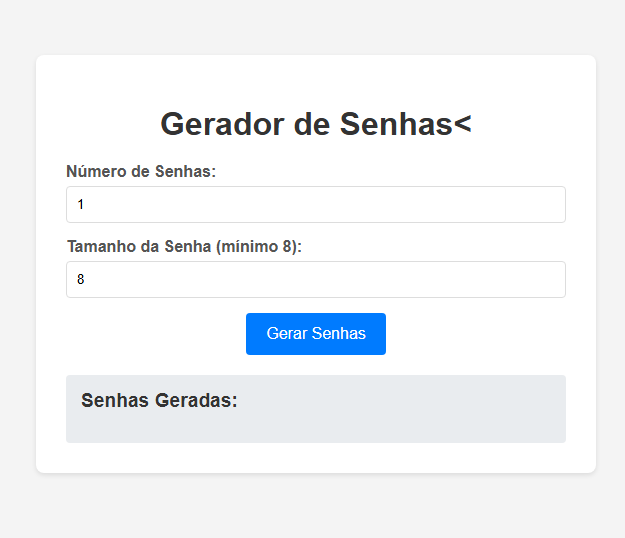 Gerador de Senhas<
Número de Senhas:
1
Tamanho da Senha (mínimo 8):
8
Gerar Senhas
Senhas Geradas: